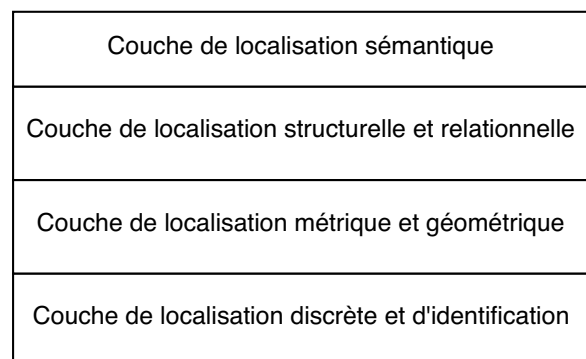 Couche de localisation sémantique
Couche de localisation structurelle et relationnelle
Couche de localisation métrique et géométrique
Couche de localisation discrète et d'identification